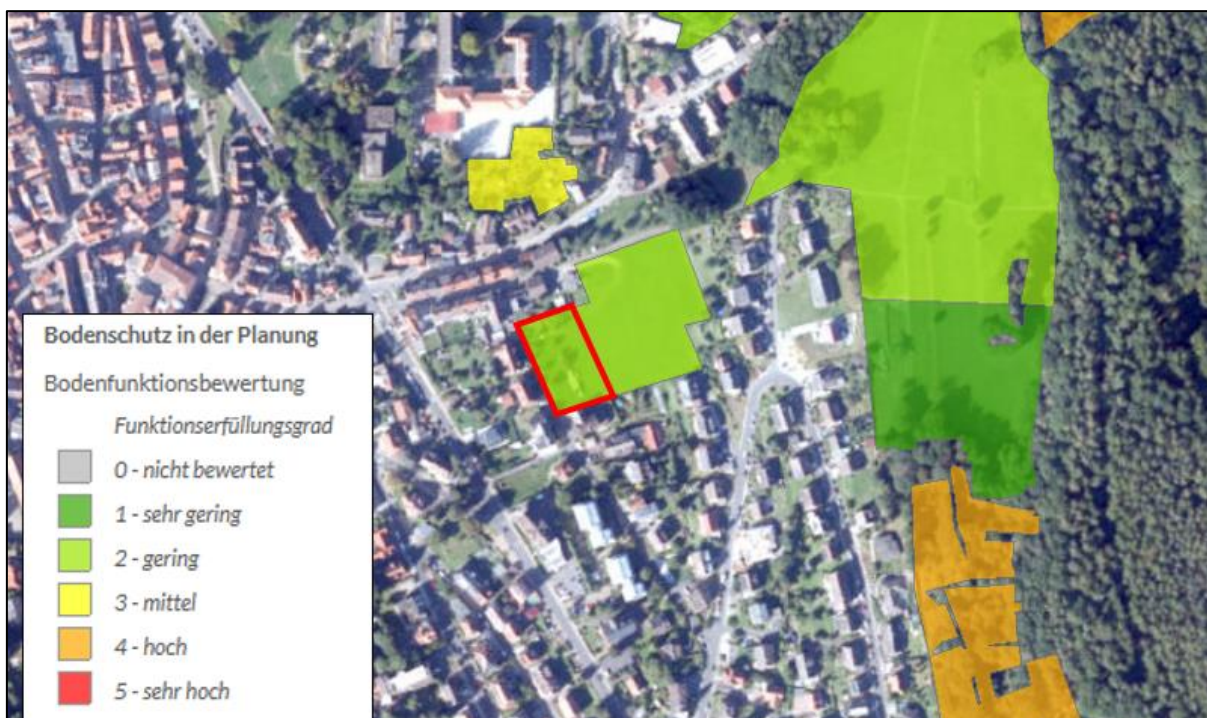 Bodenschutz in der Planung
Bodenfunktionsbewertung
Funktionserfüllungsgrad
0 - nicht bewertet
1 - sehr gering
2 - gering
3 - mittel
4 - hoch
5 - sehr hoch